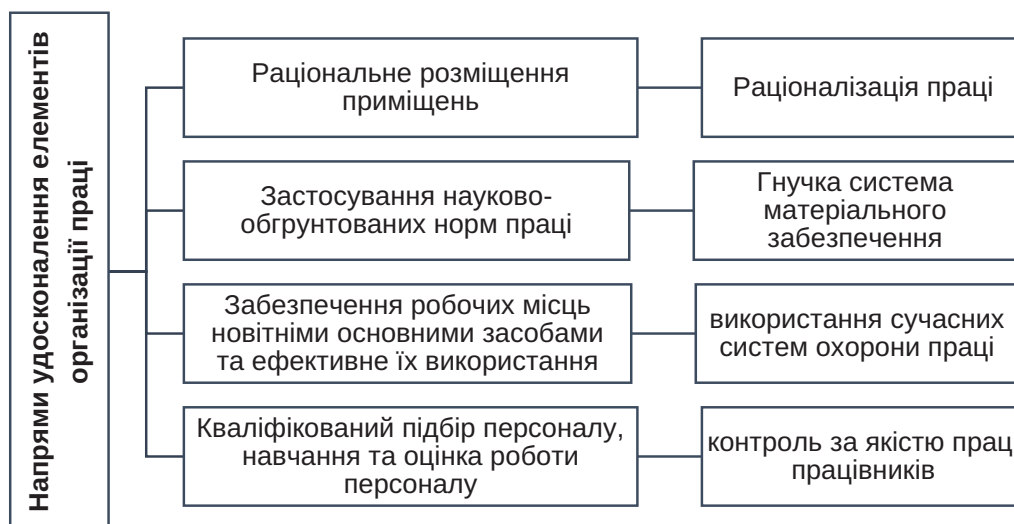 Напрями удосконалення елементів
організації праці
Раціональне розміщення
приміщень
Раціоналізація праці
Застосування науково-
обгрунтованих норм праці
Гнучка система
матеріального
забезпечення
Забезпечення робочих місць
новітніми основними засобами
та ефективне їх використання
використання сучасних
систем охорони праці
Кваліфікований підбір персоналу,
навчання та оцінка роботи
персоналу
контроль за якістю прац
працівників